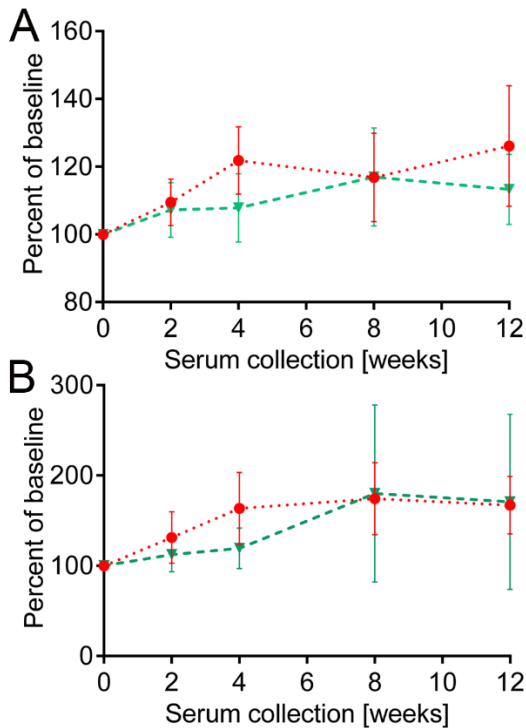 A
160
140
120
100
80
Percent of baseline
0 2 4 6 8 10 12
Serum collection [weeks]
B
300
200
100
0
Percent of baseline
0 2 4 6 8 10 12
Serum collection [weeks]